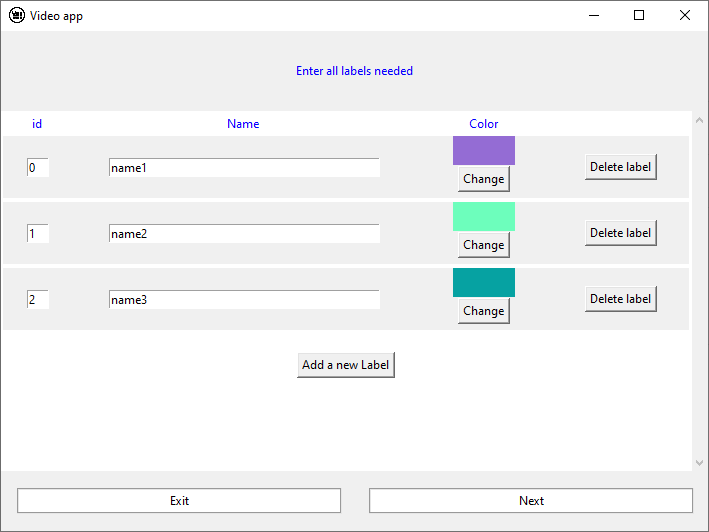 Video app
Enter all labels needed
id Name Color
0 name1 Change Delete label
1 name2 Change Delete label
2 name3 Change Delete label
Add a new Label
Exit Next